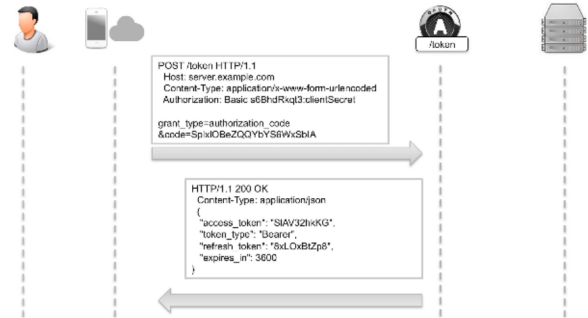 OAUTH
/token
POST /token HTTP/1.1
Host: server.example.com
Content-Type: application/x-www-form-urlencoded
Authorization: Basic s6BhdRkqt3:clientSecret
grant_type=authorization_code
&code=SplxlOBeZQQYbYS6WxSbIA
HTTP/1.1 200 OK
Content-Type: application/json
{
"access_token": "SlAV32hkKG",
"token_type": "Bearer",
"refresh_token": "8xLOxBtZp8",
"expires_in": 3600
}